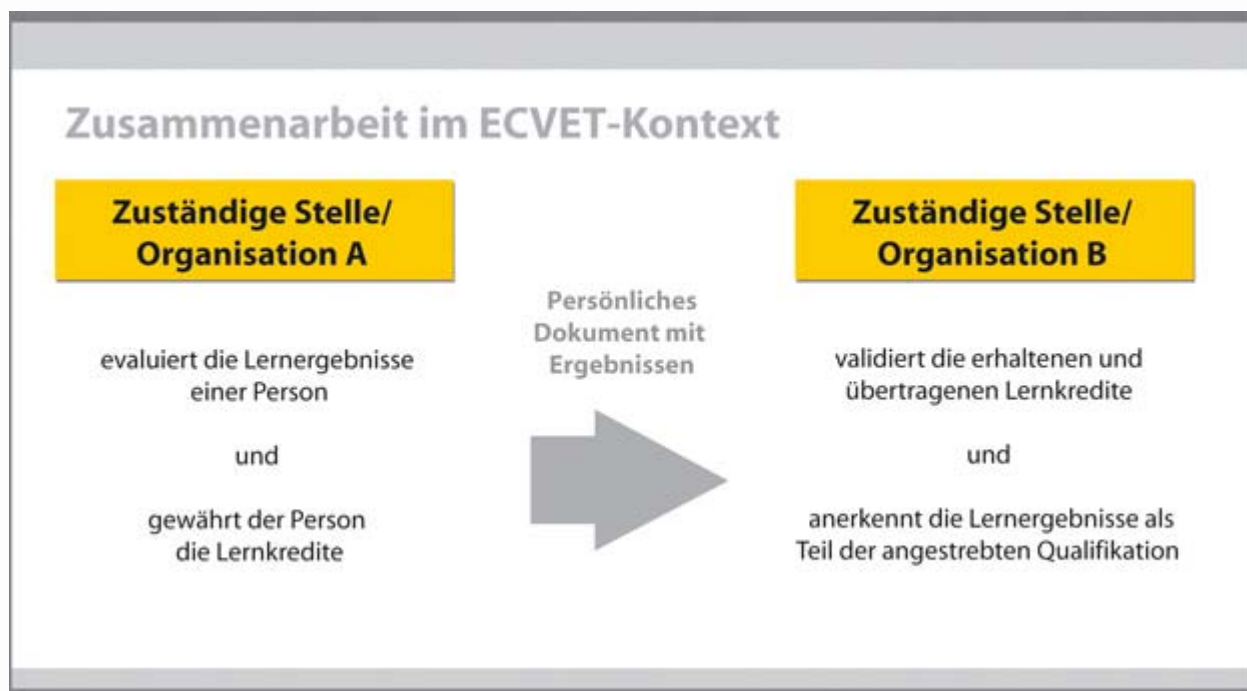 Zusammenarbeit im ECVET-Kontext
Zuständige Stelle/
Organisation A
evaluiert die Lernergebnisse
einer Person
und
gewährt der Person
die Lernkredite
Persönliches
Dokument mit
Ergebnissen
Zuständige Stelle/
Organisation B
validiert die erhaltenen und
übertragenen Lernkredite
und
anerkennt die Lernergebnisse als
Teil der angestrebten Qualifikation